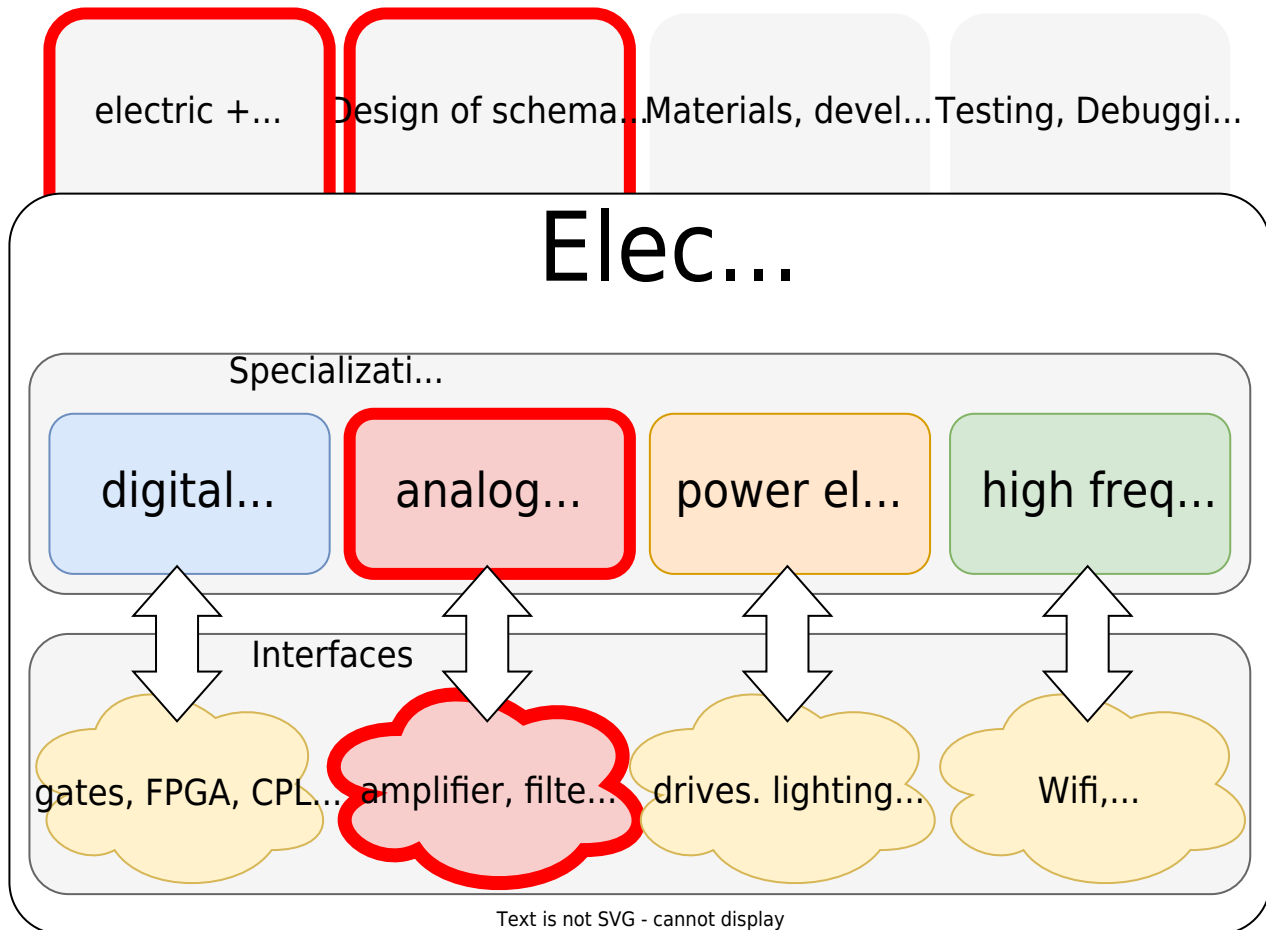 electric +...
Design of schema...
Materials, devel...
Testing, Debuggi...
Elec...
Specializati...
digital...
analog...
power el...
high freq...
Interfaces
gates, FPGA, CPL...
amplifier, filte...
drives. lighting...
Wifi,...
Text is not SVG - cannot display